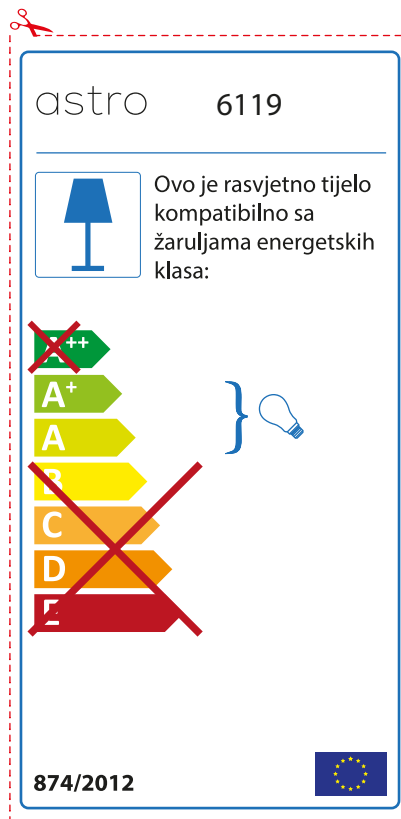 astro 6119
Ovo je rasvjetno tijelo
kompatibilno sa
žaruljama energetskih
klasa:
A++
A+
A
B
C
D
E
874/2012